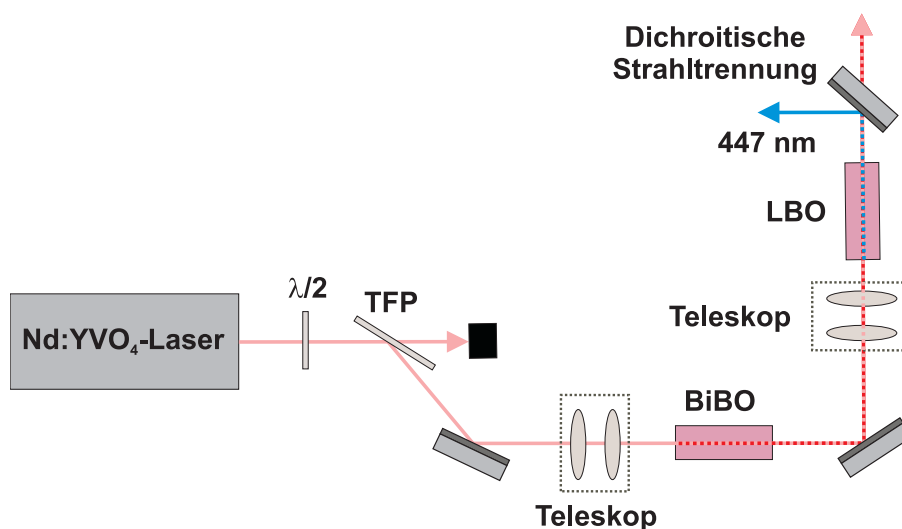 Dichroitische
Strahltrennung
447 nm
LBO
λ/2
TFP
Nd:YVO₄-Laser
Teleskop
BiBO
Teleskop